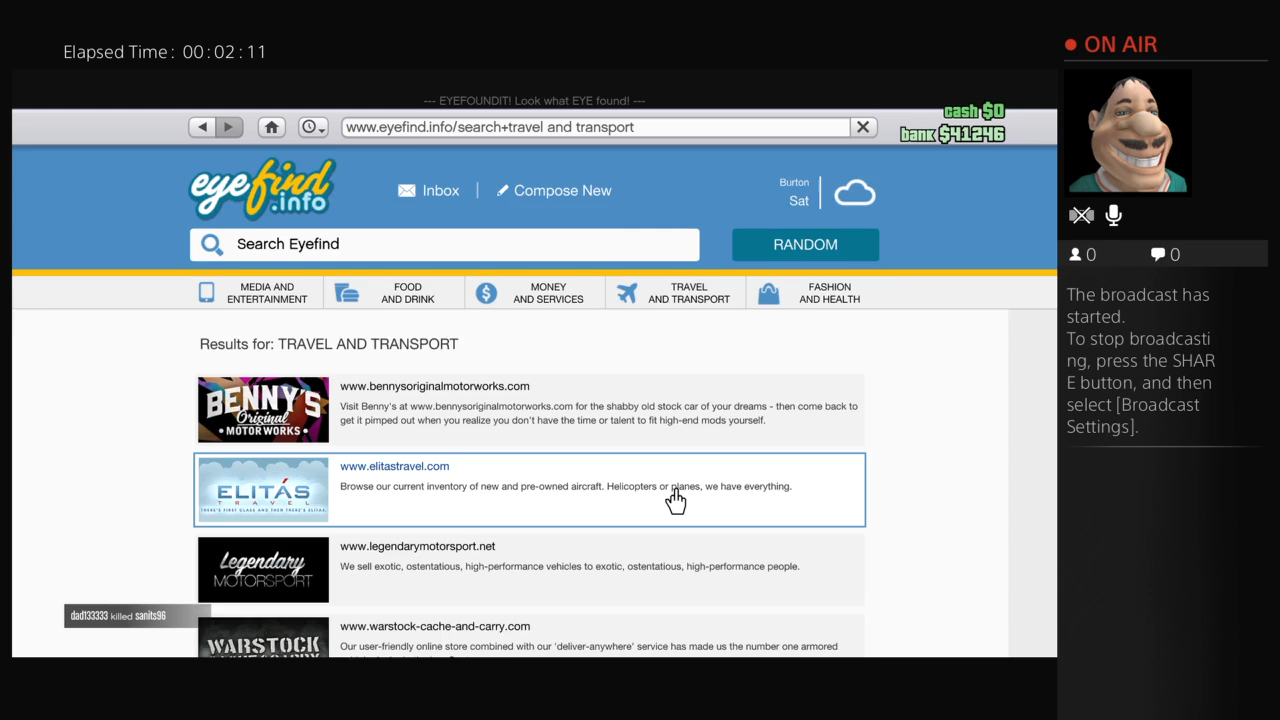 Elapsed Time: 00:02:11
ON AIR
--- EYEFOUNDIT! Look what EYE found! ---
cash $0
bank $41246
www.eyefind.info/search+travel and transport
eyefind
.info
Inbox
Compose New
Burton
Sat
Search Eyefind
RANDOM
0
0
MEDIA AND
ENTERTAINMENT
FOOD
AND DRINK
MONEY
AND SERVICES
TRAVEL
AND TRANSPORT
FASHION
AND HEALTH
The broadcast has
started.
To stop broadcasti
ng, press the SHAR
E button, and then
select [Broadcast
Settings].
Results for: TRAVEL AND TRANSPORT
BENNY'S
Original
MOTOR WORKS
www.bennysoriginalmotorworks.com
Visit Benny's at www.bennysoriginalmotorworks.com for the shabby old stock car of your dreams - then come back to
get it pimped out when you realize you don't have the time or talent to fit high-end mods yourself.
ELITÁS
TRAVEL
THERE'S FIRST CLASS AND THEN THERE'S ELITÁS.
www.elitastravel.com
Browse our current inventory of new and pre-owned aircraft. Helicopters or planes, we have everything.
Legendary
MOTORSPORT
www.legendarymotorsport.net
We sell exotic, ostentatious, high-performance vehicles to exotic, ostentatious, high-performance people.
dad133333 killed sanits96
WARSTOCK
www.warstock-cache-and-carry.com
Our user-friendly online store combined with our 'deliver-anywhere' service has made us the number one armored